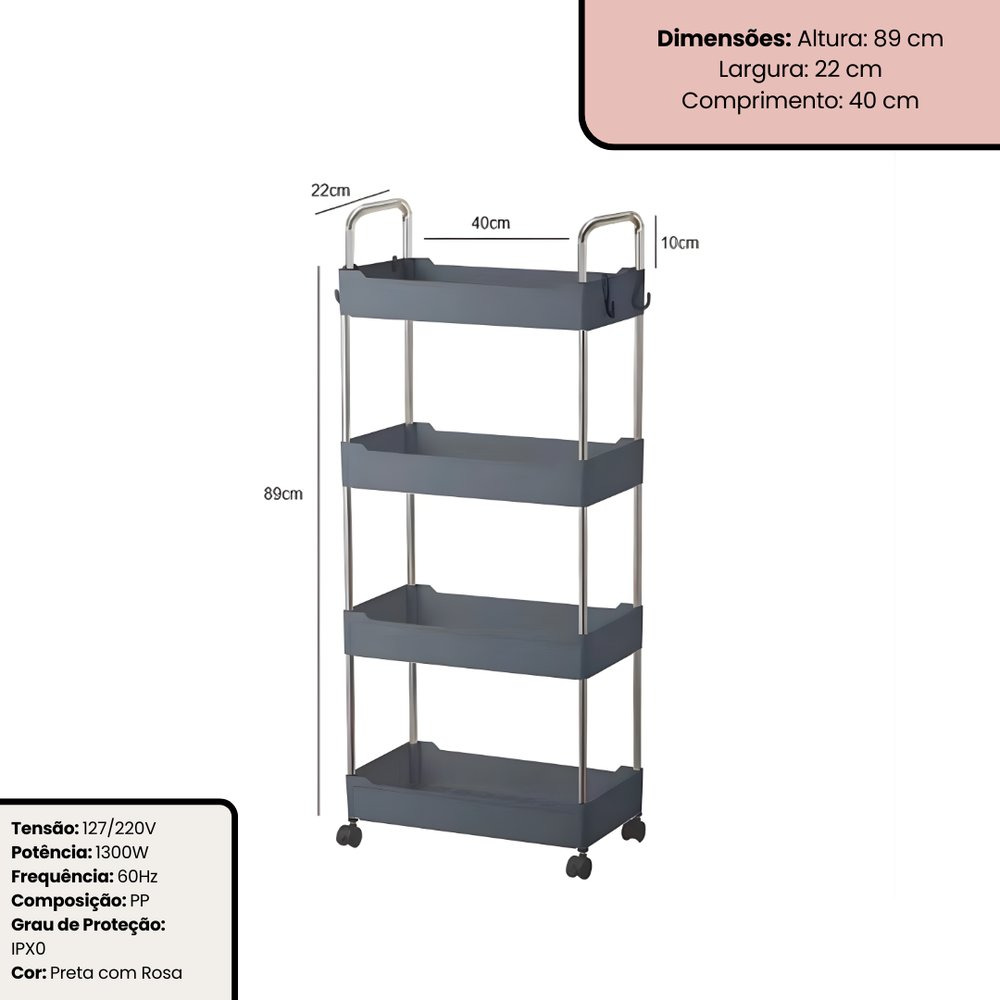 Dimensões: Altura: 89 cm
Largura: 22 cm
Comprimento: 40 cm
22cm
40cm
10cm
89cm
Tensão: 127/220V
Potência: 1300W
Frequência: 60Hz
Composição: PP
Grau de Proteção:
IPX0
Cor: Preta com Rosa